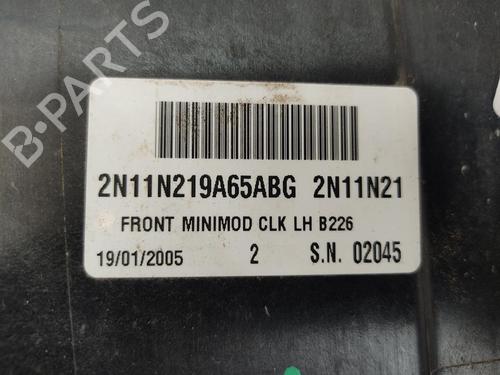 2N11N219A65ABG 2N11N21
FRONT MINIMOD CLK LH B226
19/01/2005 2 S.N. 02045
B-PARTS